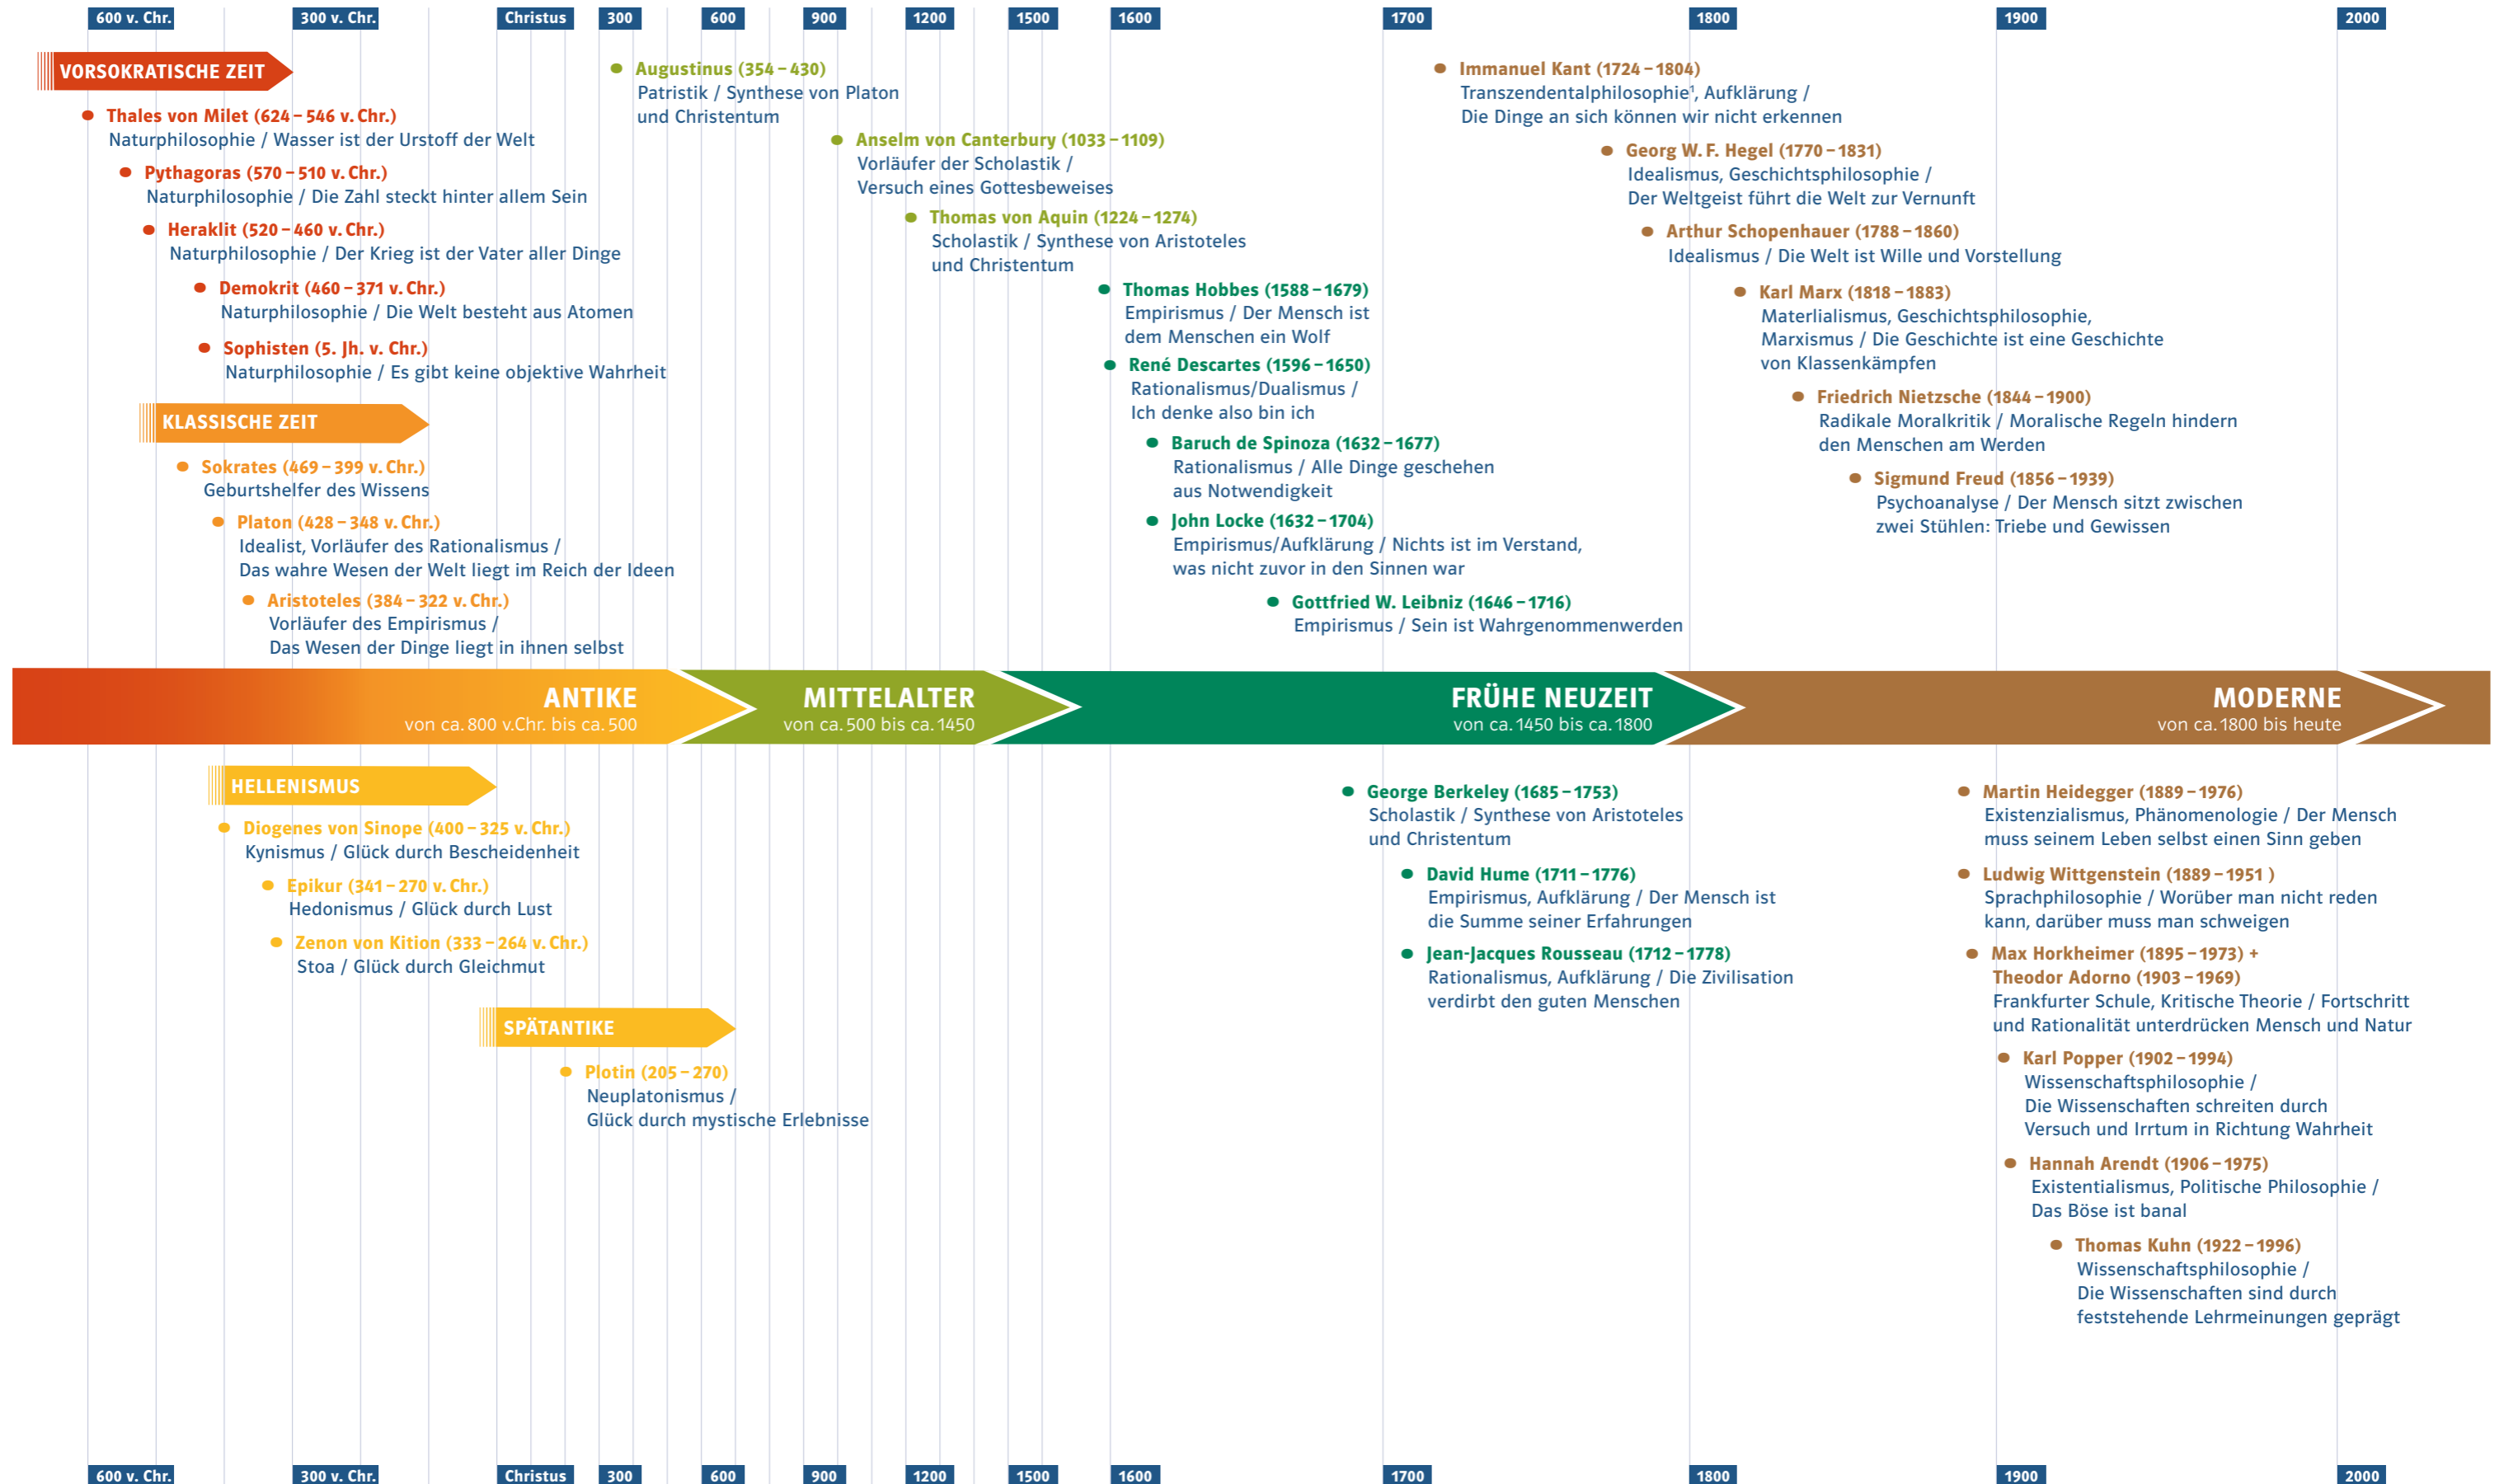 600 v. Chr.
300 v. Chr.
Christus
300
600
900
1200
1500
1600
1700
1800
1900
2000
VORSOKRATISCHE ZEIT
Thales von Milet (624 – 546 v. Chr.)
Naturphilosophie / Wasser ist der Urstoff der Welt
Pythagoras (570 – 510 v. Chr.)
Naturphilosophie / Die Zahl steckt hinter allem Sein
Heraklit (520 – 460 v. Chr.)
Naturphilosophie / Der Krieg ist der Vater aller Dinge
Demokrit (460 – 371 v. Chr.)
Naturphilosophie / Die Welt besteht aus Atomen
Sophisten (5. Jh. v. Chr.)
Naturphilosophie / Es gibt keine objektive Wahrheit
KLASSISCHE ZEIT
Sokrates (469 – 399 v. Chr.)
Geburtshelfer des Wissens
Platon (428 – 348 v. Chr.)
Idealist, Vorläufer des Rationalismus /
Das wahre Wesen der Welt liegt im Reich der Ideen
Aristoteles (384 – 322 v. Chr.)
Vorläufer des Empirismus /
Das Wesen der Dinge liegt in ihnen selbst
Augustinus (354 – 430)
Patristik / Synthese von Platon
und Christentum
Anselm von Canterbury (1033 – 1109)
Vorläufer der Scholastik /
Versuch eines Gottesbeweises
Thomas von Aquin (1224 – 1274)
Scholastik / Synthese von Aristoteles
und Christentum
Thomas Hobbes (1588 – 1679)
Empirismus / Der Mensch ist
dem Menschen ein Wolf
René Descartes (1596 – 1650)
Rationalismus/Dualismus /
Ich denke also bin ich
Baruch de Spinoza (1632 – 1677)
Rationalismus / Alle Dinge geschehen
aus Notwendigkeit
John Locke (1632 – 1704)
Empirismus/Aufklärung / Nichts ist im Verstand,
was nicht zuvor in den Sinnen war
Gottfried W. Leibniz (1646 – 1716)
Empirismus / Sein ist Wahrgenommenwerden
Immanuel Kant (1724 – 1804)
Transzendentalphilosophie¹, Aufklärung /
Die Dinge an sich können wir nicht erkennen
Georg W. F. Hegel (1770 – 1831)
Idealismus, Geschichtsphilosophie /
Der Weltgeist führt die Welt zur Vernunft
Arthur Schopenhauer (1788 – 1860)
Idealismus / Die Welt ist Wille und Vorstellung
Karl Marx (1818 – 1883)
Materlialismus, Geschichtsphilosophie,
Marxismus / Die Geschichte ist eine Geschichte
von Klassenkämpfen
Friedrich Nietzsche (1844 – 1900)
Radikale Moralkritik / Moralische Regeln hindern
den Menschen am Werden
Sigmund Freud (1856 – 1939)
Psychoanalyse / Der Mensch sitzt zwischen
zwei Stühlen: Triebe und Gewissen
ANTIKE
von ca. 800 v.Chr. bis ca. 500
MITTELALTER
von ca. 500 bis ca. 1450
FRÜHE NEUZEIT
von ca. 1450 bis ca. 1800
MODERNE
von ca. 1800 bis heute
HELLENISMUS
Diogenes von Sinope (400 – 325 v. Chr.)
Kynismus / Glück durch Bescheidenheit
Epikur (341 – 270 v. Chr.)
Hedonismus / Glück durch Lust
Zenon von Kition (333 – 264 v. Chr.)
Stoa / Glück durch Gleichmut
SPÄTANTIKE
Plotin (205 – 270)
Neuplatonismus /
Glück durch mystische Erlebnisse
George Berkeley (1685 – 1753)
Scholastik / Synthese von Aristoteles
und Christentum
David Hume (1711 – 1776)
Empirismus, Aufklärung / Der Mensch ist
die Summe seiner Erfahrungen
Jean-Jacques Rousseau (1712 – 1778)
Rationalismus, Aufklärung / Die Zivilisation
verdirbt den guten Menschen
Martin Heidegger (1889 – 1976)
Existenzialismus, Phänomenologie / Der Mensch
muss seinem Leben selbst einen Sinn geben
Ludwig Wittgenstein (1889 – 1951 )
Sprachphilosophie / Worüber man nicht reden
kann, darüber muss man schweigen
Max Horkheimer (1895 – 1973) +
Theodor Adorno (1903 – 1969)
Frankfurter Schule, Kritische Theorie / Fortschritt
und Rationalität unterdrücken Mensch und Natur
Karl Popper (1902 – 1994)
Wissenschaftsphilosophie /
Die Wissenschaften schreiten durch
Versuch und Irrtum in Richtung Wahrheit
Hannah Arendt (1906 – 1975)
Existentialismus, Politische Philosophie /
Das Böse ist banal
Thomas Kuhn (1922 – 1996)
Wissenschaftsphilosophie /
Die Wissenschaften sind durch
feststehende Lehrmeinungen geprägt
600 v. Chr.
300 v. Chr.
Christus
300
600
900
1200
1500
1600
1700
1800
1900
2000